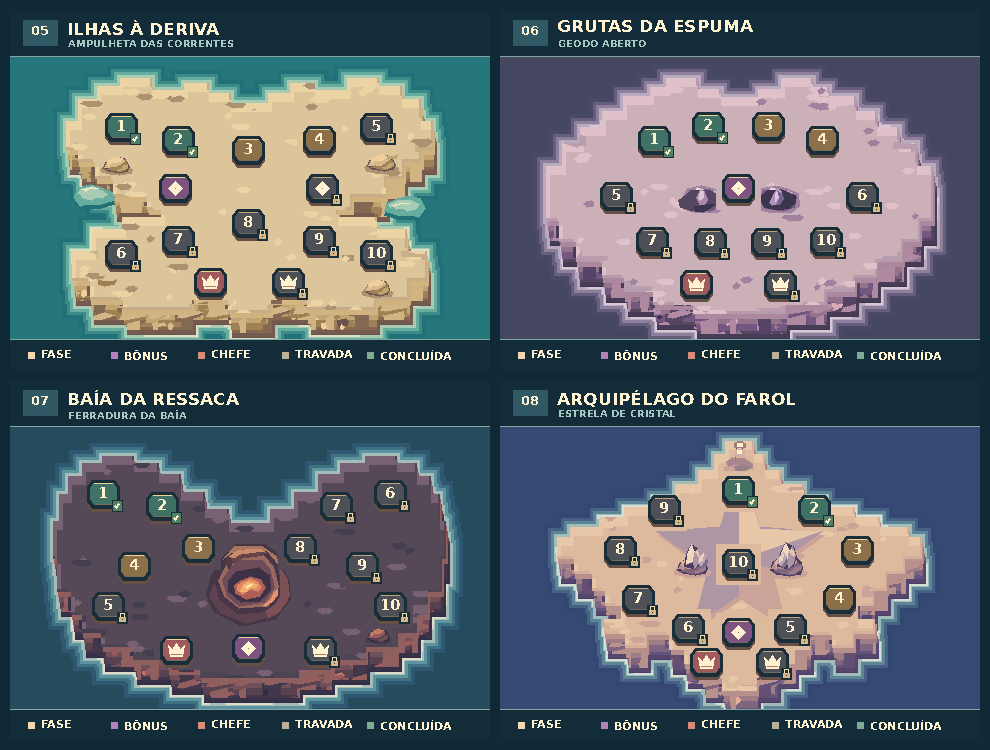 05 ILHAS À DERIVA
AMPULHETA DAS CORRENTES
1 2 3 4 5
6 7 8 9 10
FASE BÔNUS CHEFE TRAVADA CONCLUÍDA
06 GRUTAS DA ESPUMA
GEODO ABERTO
1 2 3 4
5 6
7 8 9 10
FASE BÔNUS CHEFE TRAVADA CONCLUÍDA
07 BAÍA DA RESSACA
FERRADURA DA BAÍA
1 2 7 6
3 8
4 9
5 10
FASE BÔNUS CHEFE TRAVADA CONCLUÍDA
08 ARQUIPÉLAGO DO FAROL
ESTRELA DE CRISTAL
1
9 2
8 10 3
7 4
6 5
FASE BÔNUS CHEFE TRAVADA CONCLUÍDA